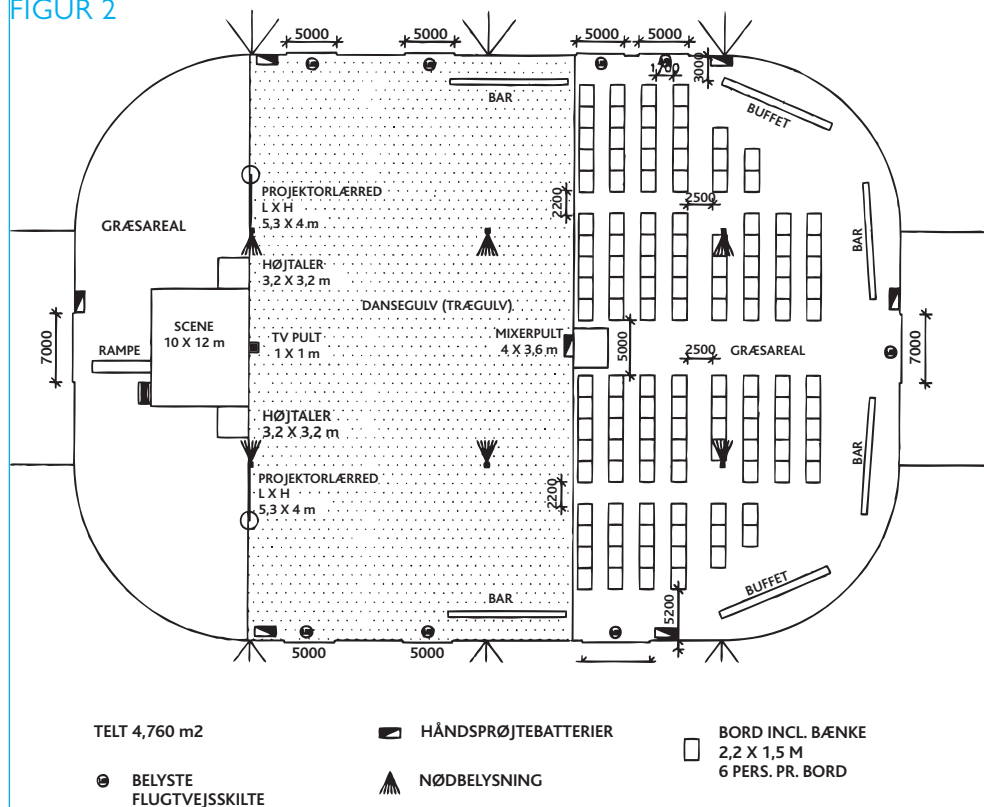 FIGUR 2
5000
5000
5000
5000
3000
BAR
BUFFET
PROJEKTORLÆRRED
L X H
5,3 X 4 m
2200
2500
GRÆSAREAL
BAR
HØJTALER
3,2 X 3,2 m
DANSEGULV (TRÆGULV)
SCENE
10 X 12 m
TV PULT
1 X 1 m
MIXERPULT
4 X 3,6 m
7000
RAMPE
5000
2500
GRÆSAREAL
7000
HØJTALER
3,2 X 3,2 m
BAR
PROJEKTORLÆRRED
L X H
5,3 X 4 m
2200
BAR
BUFFET
5200
5000
5000
TELT 4,760 m2
HÅNDSPRØJTEBATTERIER
BORD INCL. BÆNKE
2,2 X 1,5 M
6 PERS. PR. BORD
BELYSTE
FLUGTVEJSSKILTE
NØDBELYSNING